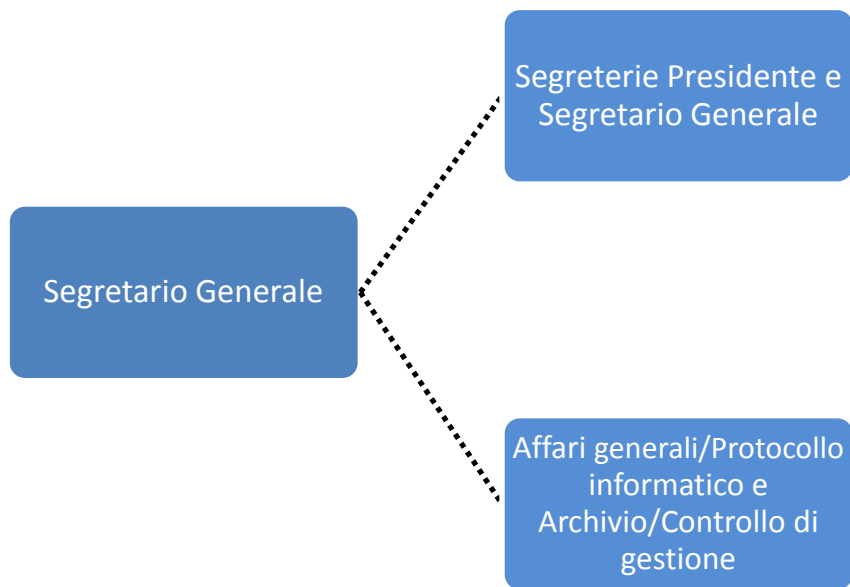 Segreterie Presidente e
Segretario Generale
Segretario Generale
Affari generali/Protocollo
informatico e
Archivio/Controllo di
gestione